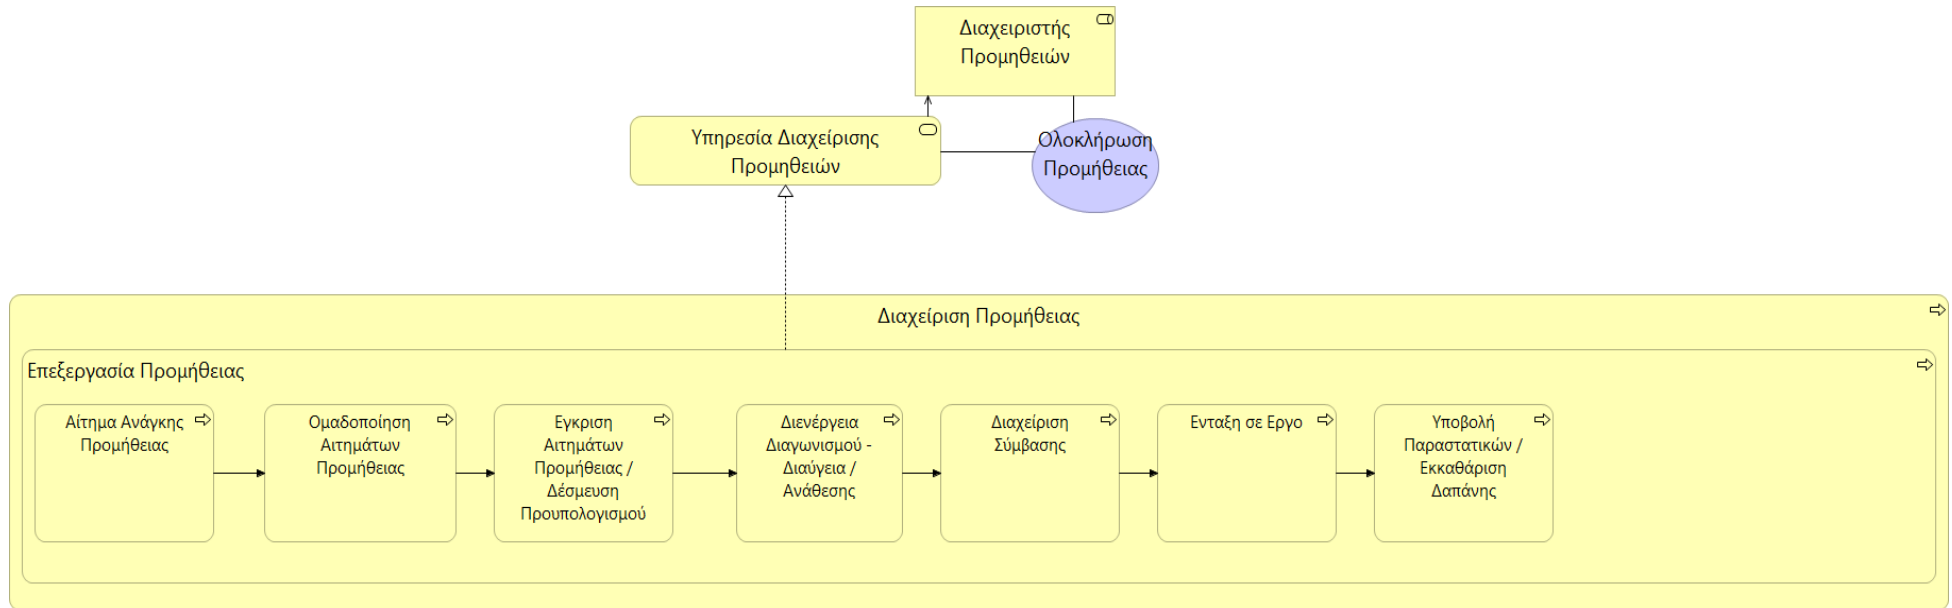 Διαχειριστής
Προμηθειών
Υπηρεσία Διαχείρισης
Προμηθειών
Ολοκλήρωση
Προμήθειας
Διαχείριση Προμήθειας
Επεξεργασία Προμήθειας
Αίτημα Ανάγκης
Προμήθειας
Ομαδοποίηση
Αιτημάτων
Προμήθειας
Εγκριση
Αιτημάτων
Προμήθειας /
Δέσμευση
Προυπολογισμού
Διενέργεια
Διαγωνισμού -
Διαύγεια /
Ανάθεσης
Διαχείριση
Σύμβασης
Ενταξη σε Εργο
Υποβολή
Παραστατικών /
Εκκαθάριση
Δαπάνης